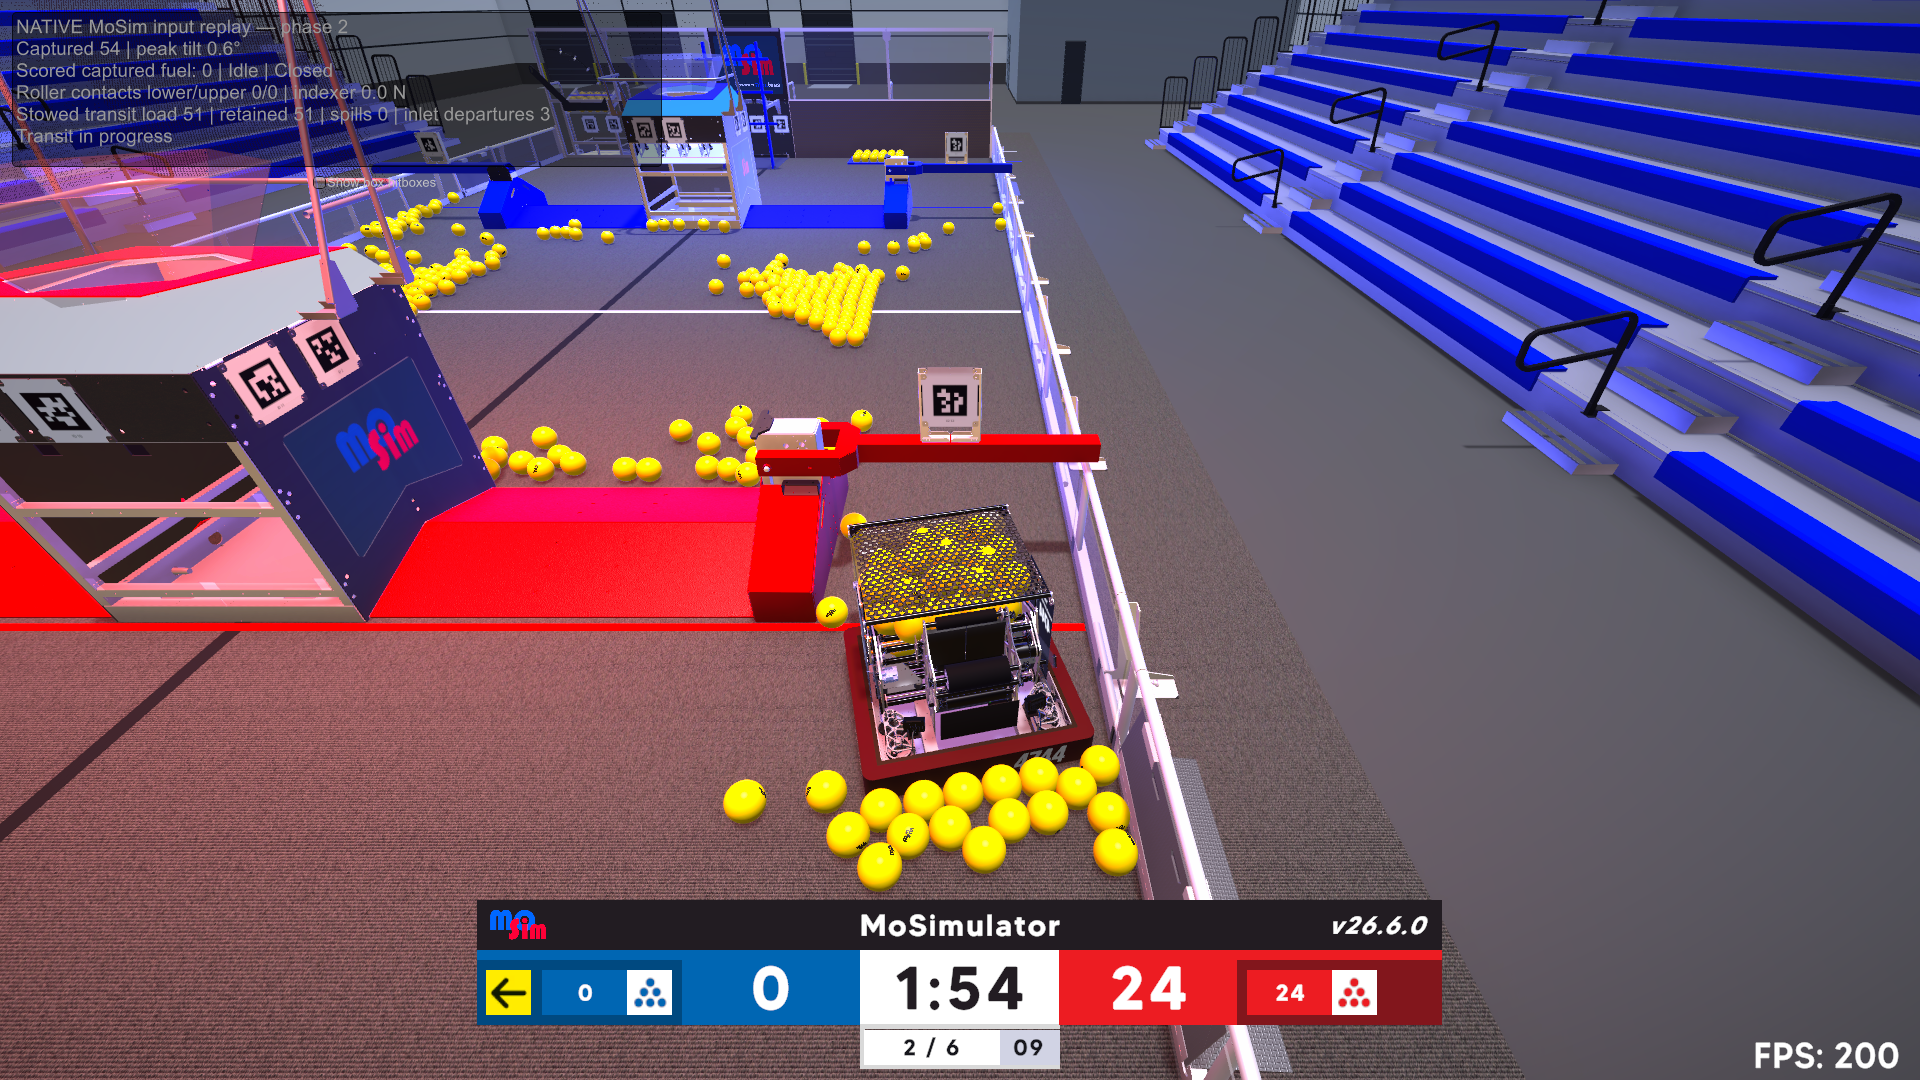 NATIVE MoSim input replay — phase 2
Captured 54 | peak tilt 0.6°
Scored captured fuel: 0 | Idle | Closed
Roller contacts lower/upper 0/0 | indexer 0.0 N
Stowed transit load 51 | retained 51 | spills 0 | inlet departures 3
Transit in progress
Show box hitboxes
mosim
mosim
4744
mosim
MoSimulator
v26.6.0
0
0
1:54
24
24
2 / 6
09
FPS: 200